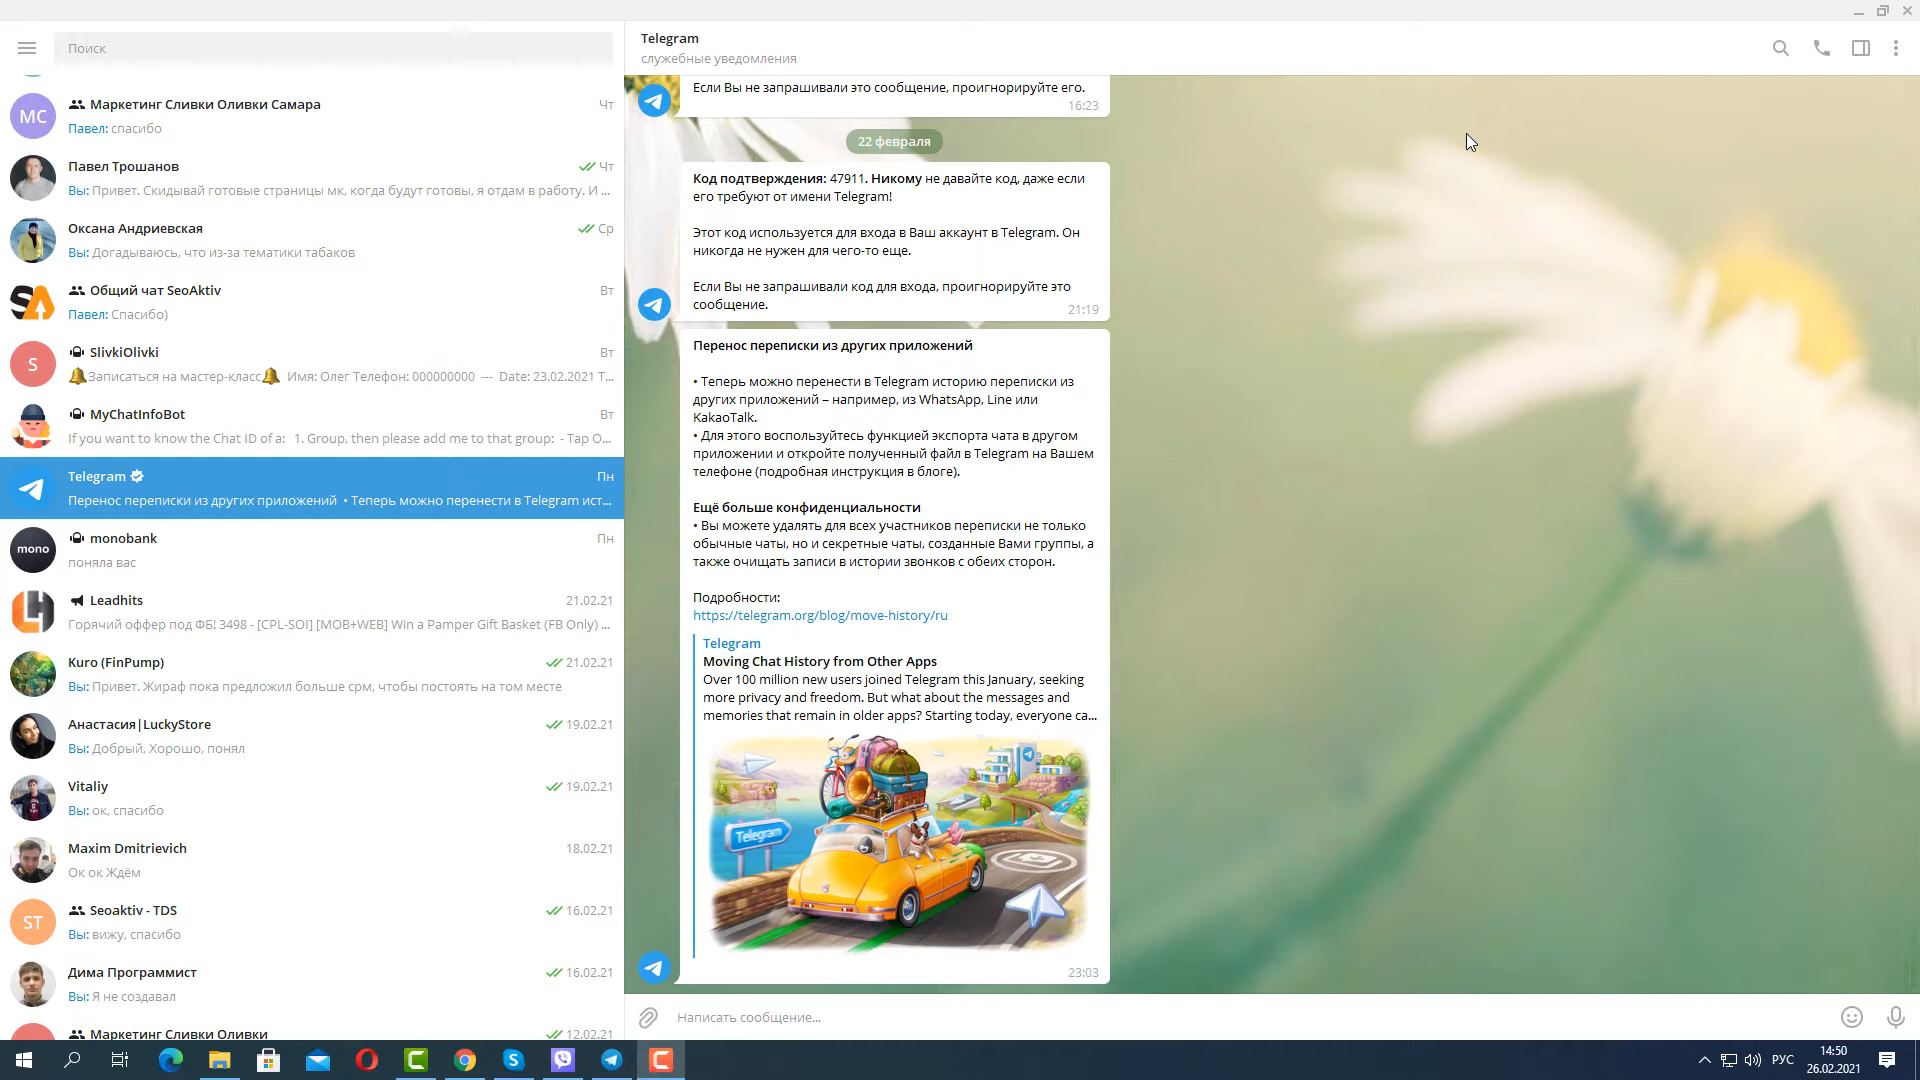 Поиск
МС
Маркетинг Сливки Оливки Самара
Чт
Павел: спасибо
Павел Трошанов
Чт
Вы: Привет. Скидывай готовые страницы мк, когда будут готовы, я отдам в работу. И ...
Оксана Андриевская
Ср
Вы: Догадываюсь, что из-за тематики табаков
Общий чат SeoAktiv
Вт
Павел: Спасибо)
S
SlivkiOlivki
Вт
🔔Записаться на мастер-класс🔔 Имя: Олег Телефон: 000000000 --- Date: 23.02.2021 T...
MyChatInfoBot
Вт
If you want to know the Chat ID of a: 1. Group, then please add me to that group: - Tap O...
Telegram
Пн
Перенос переписки из других приложений • Теперь можно перенести в Telegram ист...
mono
monobank
Пн
поняла вас
Leadhits
21.02.21
Горячий оффер под ФБ! 3498 - [CPL-SOI] [MOB+WEB] Win a Pamper Gift Basket (FB Only) ...
Kuro (FinPump)
21.02.21
Вы: Привет. Жираф пока предложил больше срм, чтобы постоять на том месте
Анастасия|LuckyStore
19.02.21
Вы: Добрый, Хорошо, понял
Vitaliy
19.02.21
Вы: ок, спасибо
Maxim Dmitrievich
18.02.21
Ок ок Ждём
ST
Seoaktiv - TDS
16.02.21
Вы: вижу, спасибо
Дима Программист
16.02.21
Вы: Я не создавал
Маркетинг Сливки Оливки
12.02.21
Telegram
служебные уведомления
Если Вы не запрашивали это сообщение, проигнорируйте его.
16:23
22 февраля
Код подтверждения: 47911. Никому не давайте код, даже если
его требуют от имени Telegram!
Этот код используется для входа в Ваш аккаунт в Telegram. Он
никогда не нужен для чего-то еще.
Если Вы не запрашивали код для входа, проигнорируйте это
сообщение.
21:19
Перенос переписки из других приложений
• Теперь можно перенести в Telegram историю переписки из
других приложений – например, из WhatsApp, Line или
KakaoTalk.
• Для этого воспользуйтесь функцией экспорта чата в другом
приложении и откройте полученный файл в Telegram на Вашем
телефоне (подробная инструкция в блоге).
Ещё больше конфиденциальности
• Вы можете удалять для всех участников переписки не только
обычные чаты, но и секретные чаты, созданные Вами группы, а
также очищать записи в истории звонков с обеих сторон.
Подробности:
https://telegram.org/blog/move-history/ru
Telegram
Moving Chat History from Other Apps
Over 100 million new users joined Telegram this January, seeking
more privacy and freedom. But what about the messages and
memories that remain in older apps? Starting today, everyone ca...
Telegram
23:03
Написать сообщение...
РУС
14:50
26.02.2021